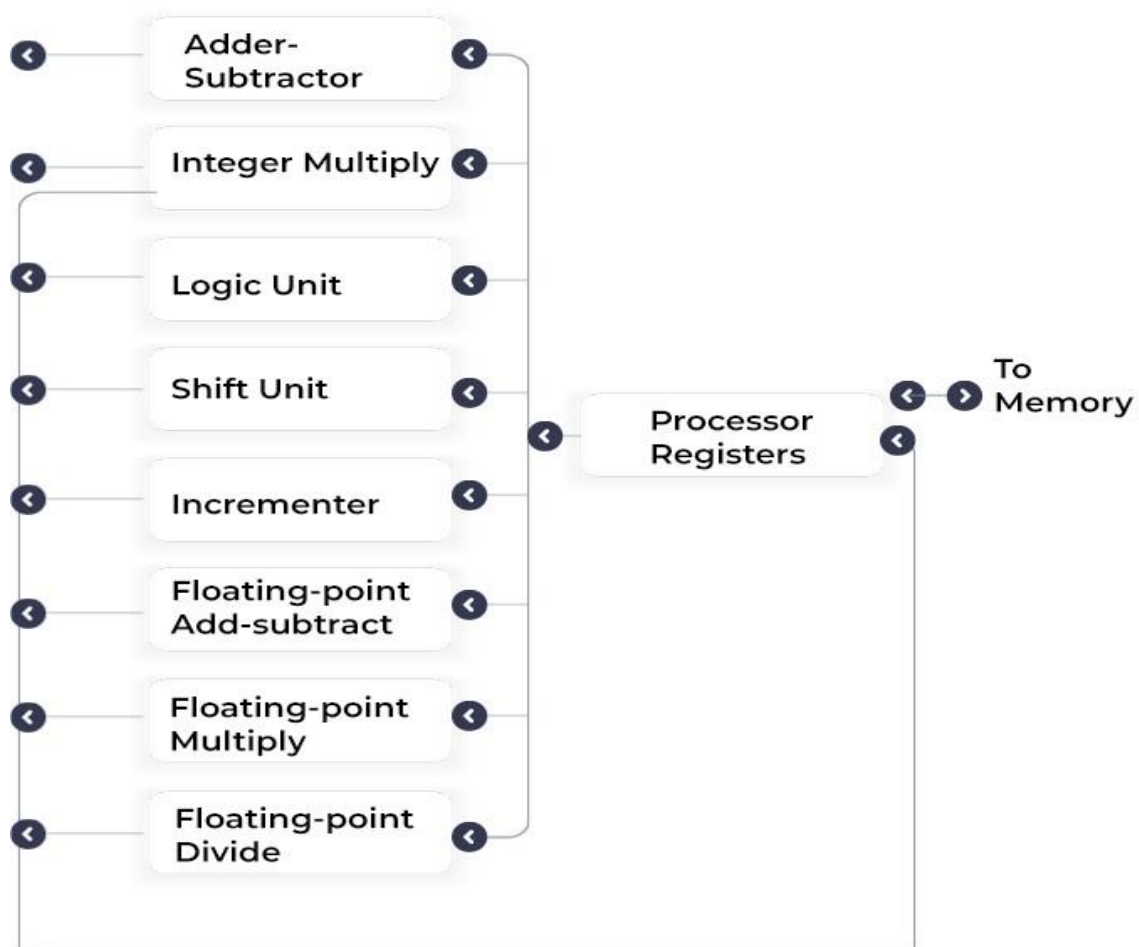 Adder-
Subtractor
Integer Multiply
Logic Unit
Shift Unit
Incrementer
Floating-point
Add-subtract
Floating-point
Multiply
Floating-point
Divide
Processor
Registers
To
Memory